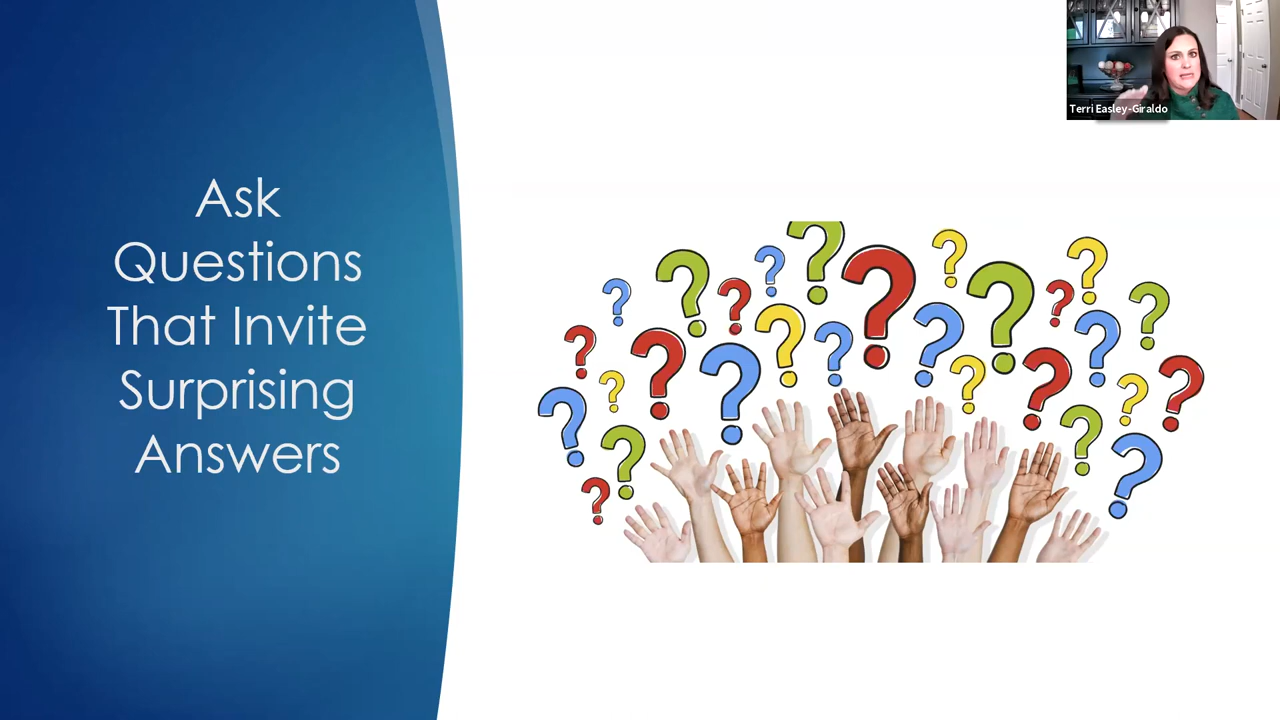 Ask
Questions
That Invite
Surprising
Answers
Terri Easley-Giraldo